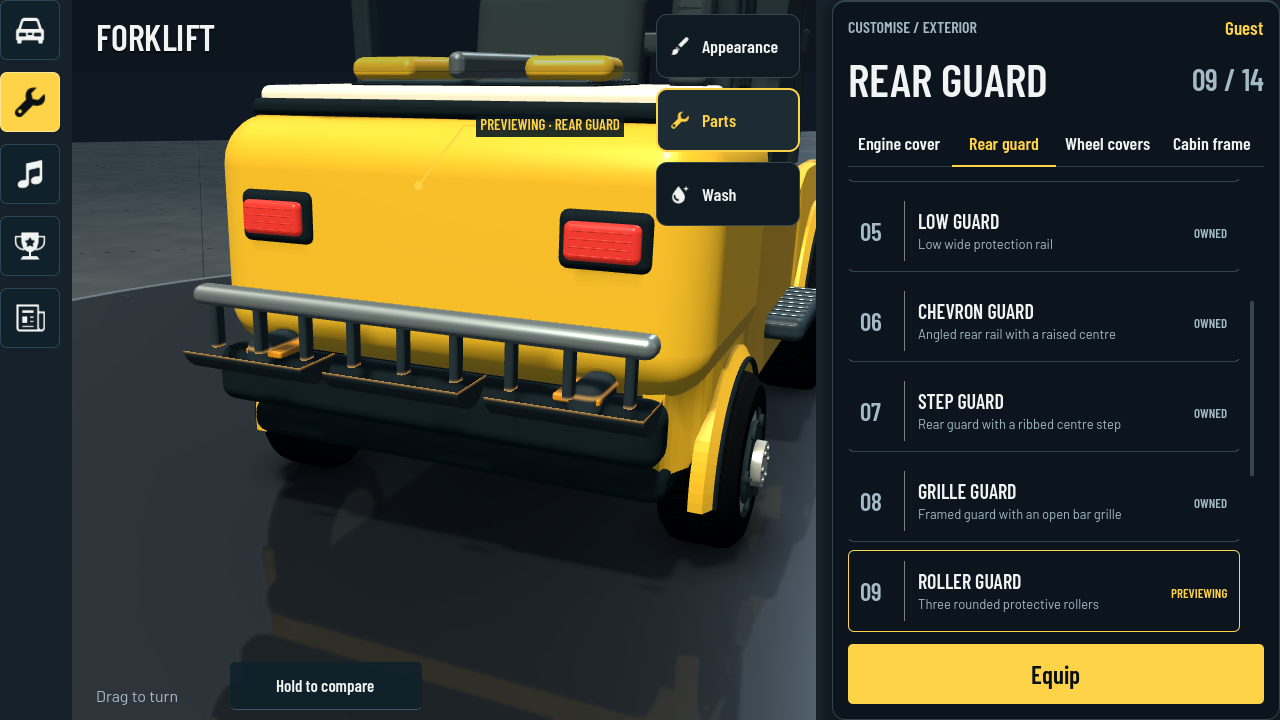 FORKLIFT
PREVIEWING · REAR GUARD
Appearance
Parts
Wash
Drag to turn
Hold to compare
CUSTOMISE / EXTERIOR
Guest
REAR GUARD
09 / 14
Engine cover
Rear guard
Wheel covers
Cabin frame
05
LOW GUARD
Low wide protection rail
OWNED
06
CHEVRON GUARD
Angled rear rail with a raised centre
OWNED
07
STEP GUARD
Rear guard with a ribbed centre step
OWNED
08
GRILLE GUARD
Framed guard with an open bar grille
OWNED
09
ROLLER GUARD
Three rounded protective rollers
PREVIEWING
Equip